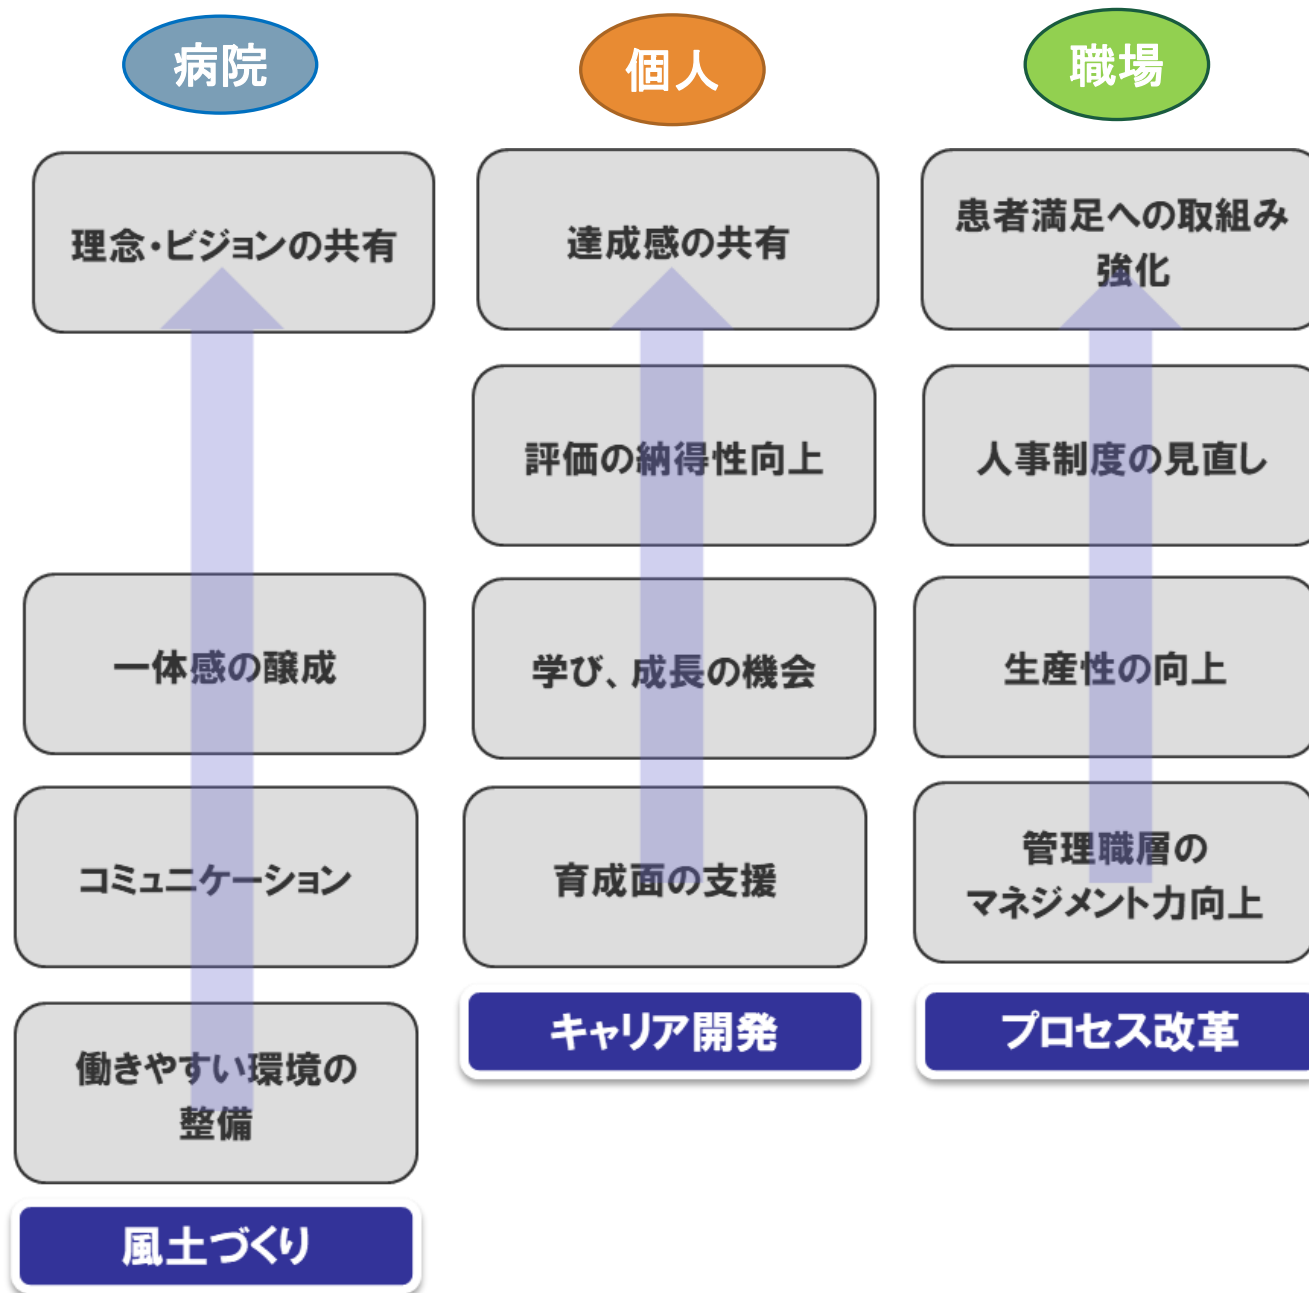 病院
理念・ビジョンの共有
一体感の醸成
コミュニケーション
働きやすい環境の
整備
風土づくり
個人
達成感の共有
評価の納得性向上
学び、成長の機会
育成面の支援
キャリア開発
職場
患者満足への取組み
強化
人事制度の見直し
生産性の向上
管理職層の
マネジメント力向上
プロセス改革